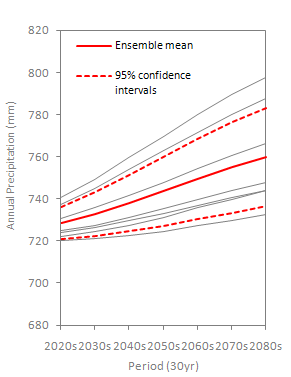 820
Ensemble mean
800
95% confidence
intervals
780
760
740
720
700
680
2020s 2030s 2040s 2050s 2060s 2070s 2080s
Annual Precipitation (mm)
Period (30yr)